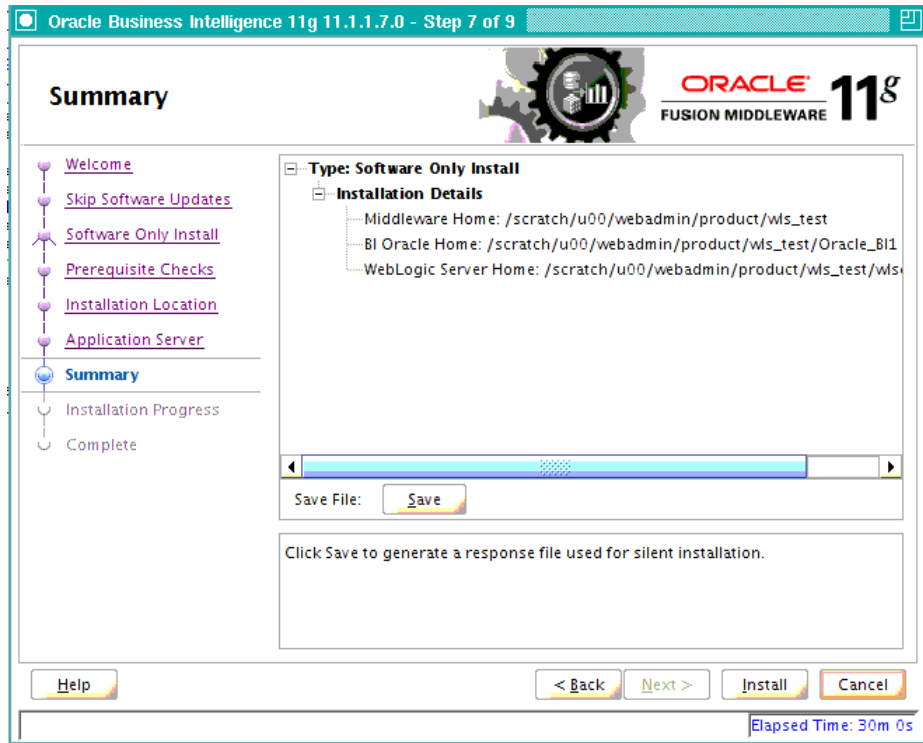 Oracle Business Intelligence 11g 11.1.1.7.0 - Step 7 of 9
Summary
ORACLE
FUSION MIDDLEWARE
11g
Welcome
Skip Software Updates
Software Only Install
Prerequisite Checks
Installation Location
Application Server
Summary
Installation Progress
Complete
Type: Software Only Install
Installation Details
Middleware Home: /scratch/u00/webadmin/product/wls_test
BI Oracle Home: /scratch/u00/webadmin/product/wls_test/Oracle_BI1
WebLogic Server Home: /scratch/u00/webadmin/product/wls_test/wls
Save File:
Save
Click Save to generate a response file used for silent installation.
Help
< Back
Next >
Install
Cancel
Elapsed Time: 30m 0s